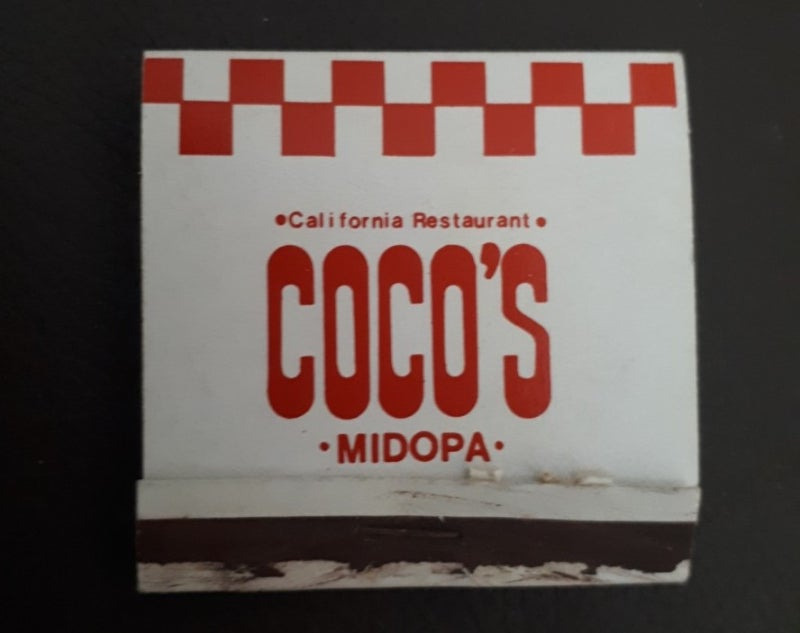 •California Restaurant•
COCO'S
•MIDOPA•